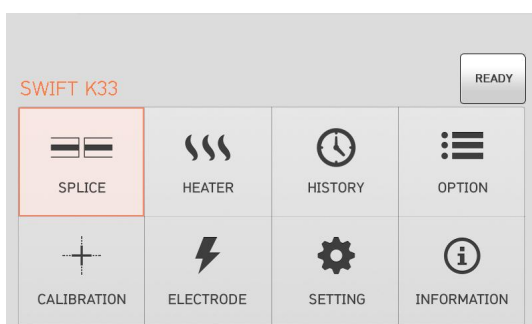 READY
SWIFT K33
SPLICE HEATER HISTORY OPTION
CALIBRATION ELECTRODE SETTING INFORMATION